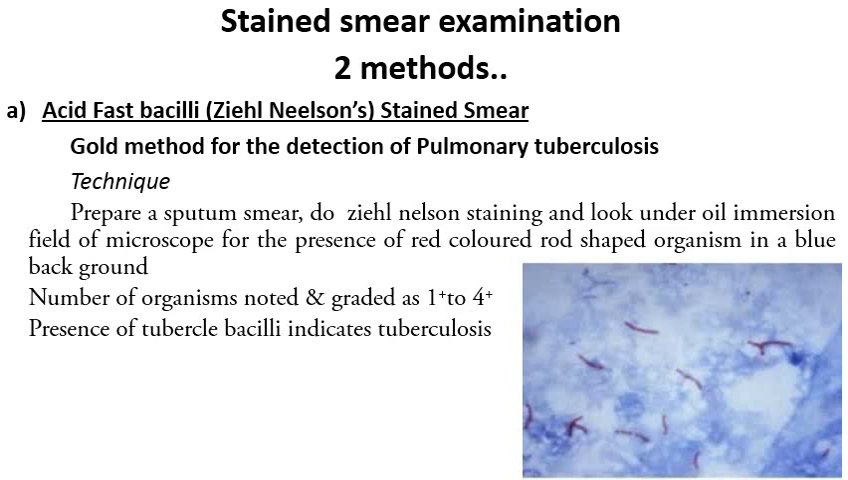 Stained smear examination
2 methods..
a) Acid Fast bacilli (Ziehl Neelson's) Stained Smear
Gold method for the detection of Pulmonary tuberculosis
Technique
Prepare a sputum smear, do ziehl nelson staining and look under oil immersion
field of microscope for the presence of red coloured rod shaped organism in a blue
back ground
Number of organisms noted & graded as 1⁺to 4⁺
Presence of tubercle bacilli indicates tuberculosis